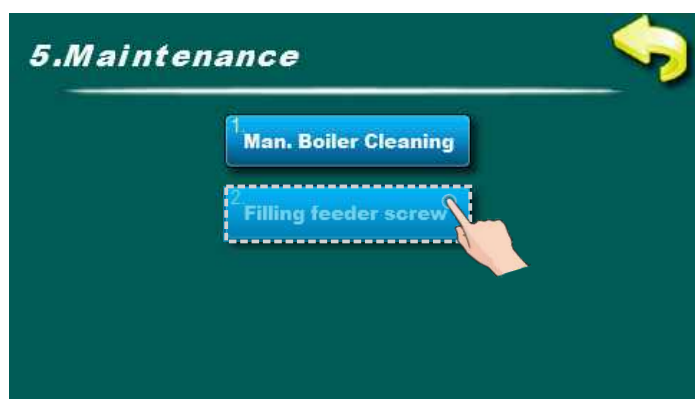 5.Maintenance
1.
Man. Boiler Cleaning
2.
Filling feeder screw